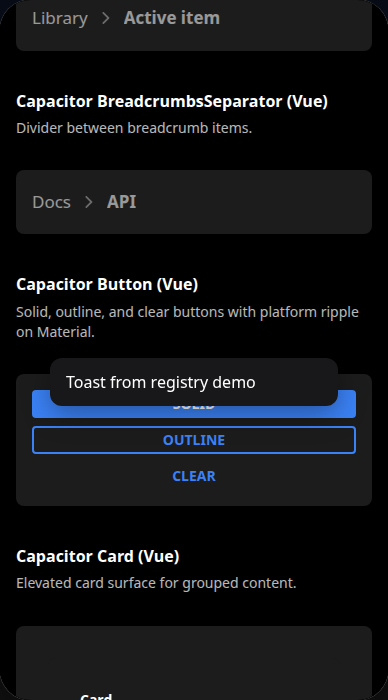 Library > Active item
Capacitor BreadcrumbsSeparator (Vue)
Divider between breadcrumb items.
Docs > API
Capacitor Button (Vue)
Solid, outline, and clear buttons with platform ripple
on Material.
Toast from registry demo
SOLID
OUTLINE
CLEAR
Capacitor Card (Vue)
Elevated card surface for grouped content.
Card